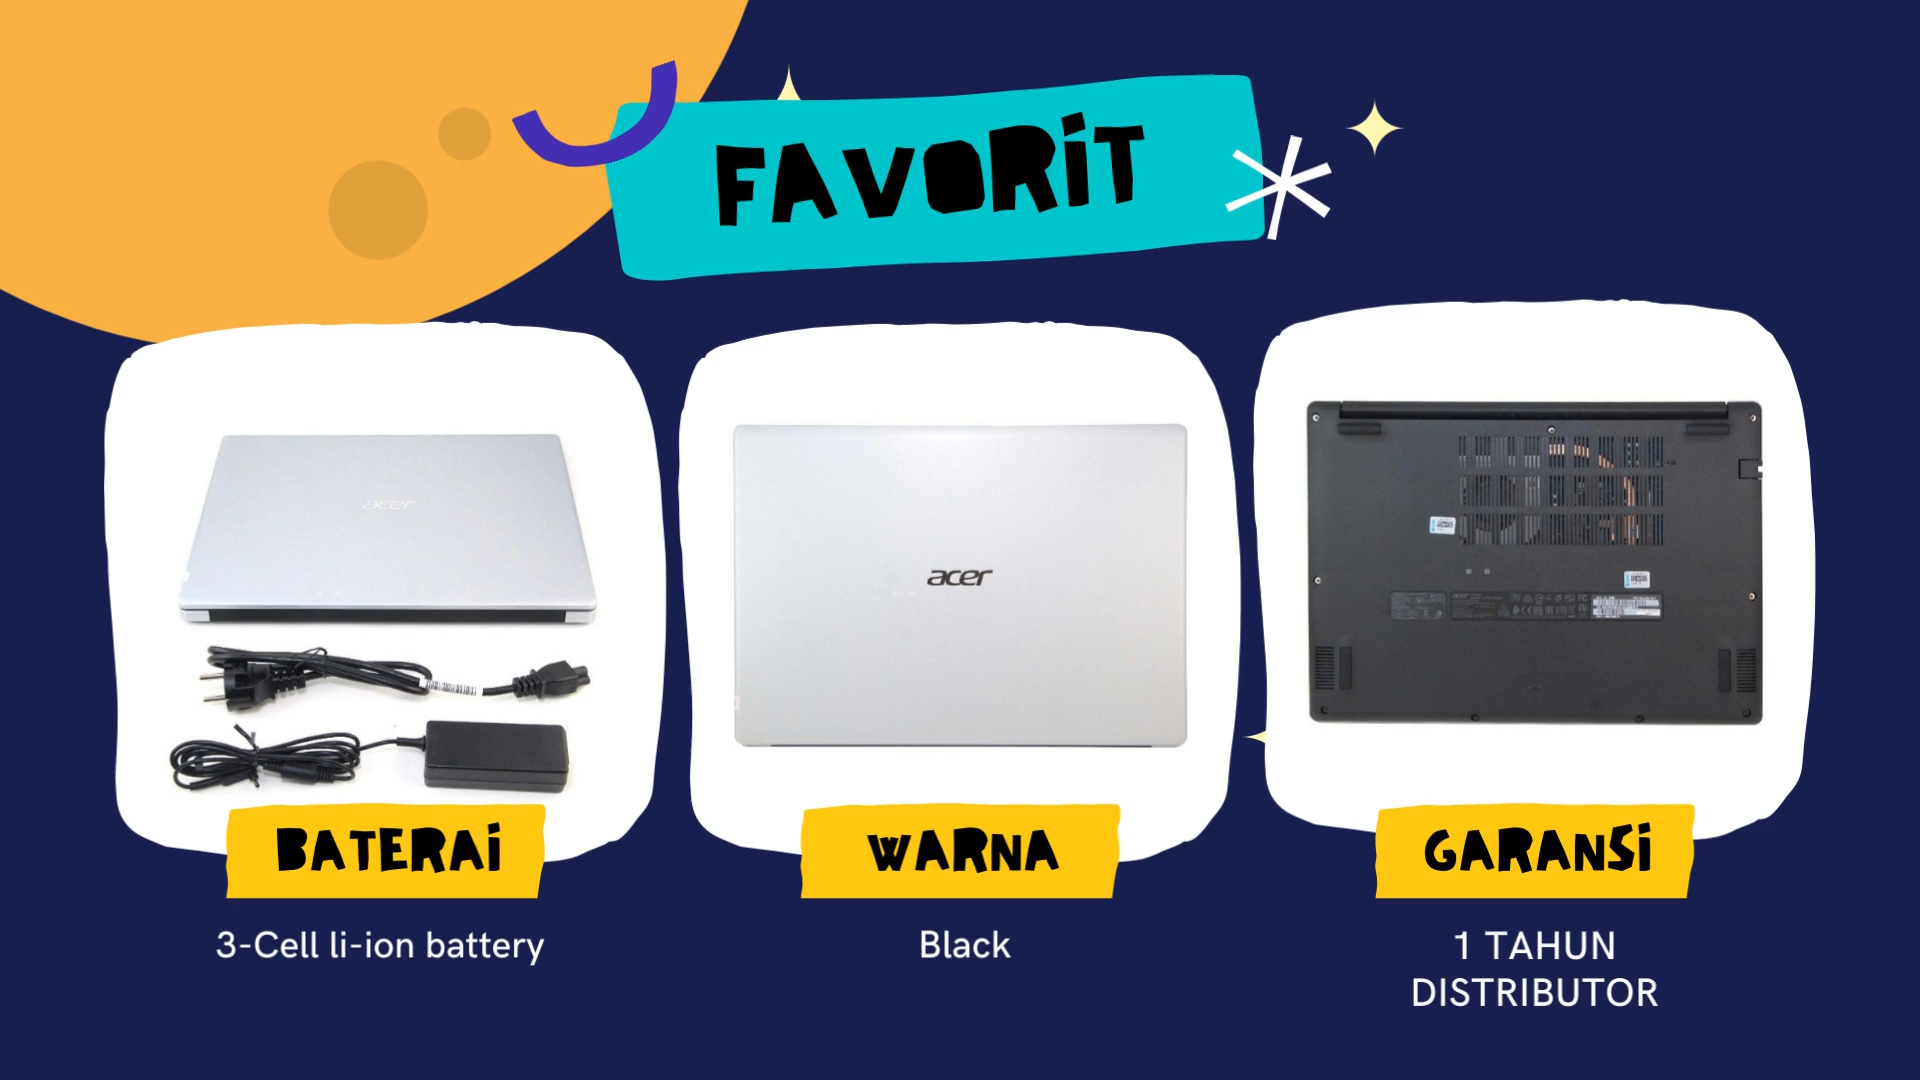 FAVORIT
acer
acer
BATERAI
WARNA
GARANSI
3-Cell li-ion battery
Black
1 TAHUN
DISTRIBUTOR